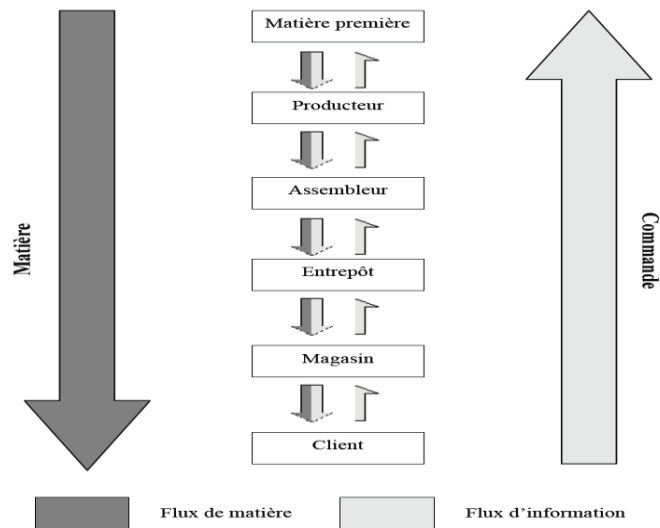 Matière première
Producteur
Assembleur
Matière
Commande
Entrepôt
Magasin
Client
Flux de matière
Flux d'information